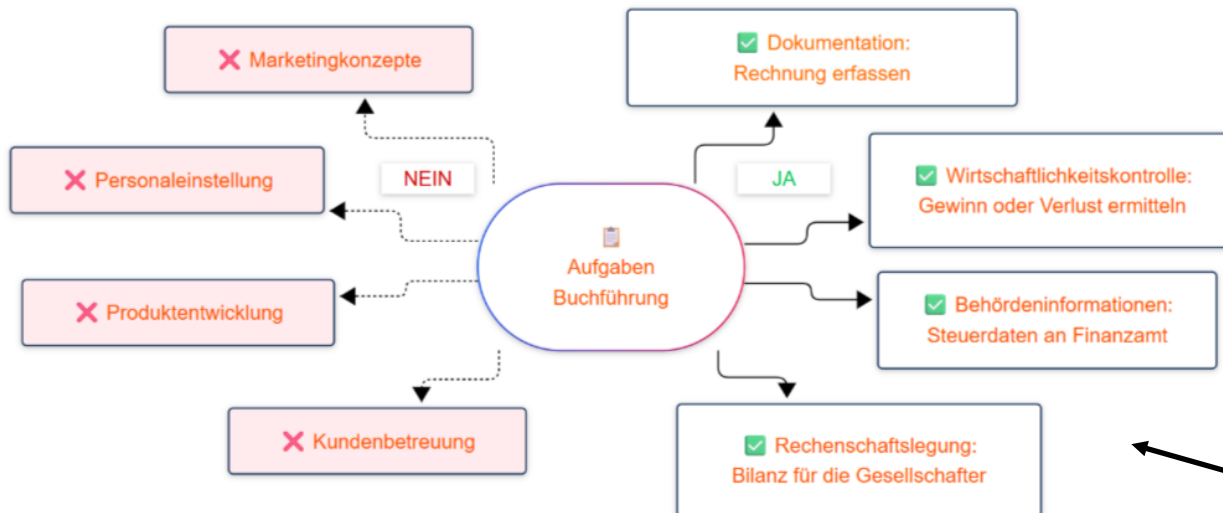 ❌ Marketingkonzepte
✅ Dokumentation:
Rechnung erfassen
❌ Personaleinstellung
NEIN
JA
✅ Wirtschaftlichkeitskontrolle:
Gewinn oder Verlust ermitteln
📋
Aufgaben
Buchführung
❌ Produktentwicklung
✅ Behördeninformationen:
Steuerdaten an Finanzamt
❌ Kundenbetreuung
✅ Rechenschaftslegung:
Bilanz für die Gesellschafter